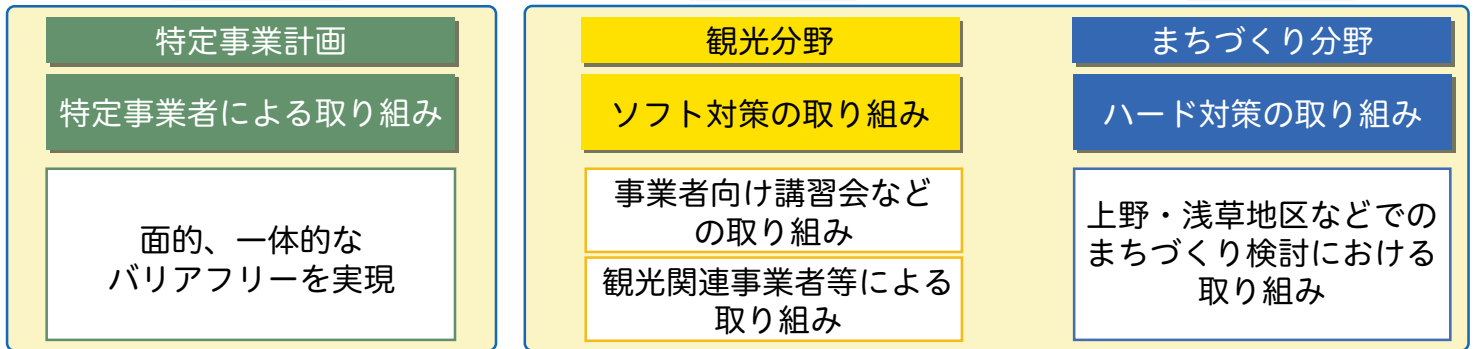 特定事業計画
特定事業者による取り組み
面的、一体的な
バリアフリーを実現
観光分野
ソフト対策の取り組み
事業者向け講習会など
の取り組み
観光関連事業者等による
取り組み
まちづくり分野
ハード対策の取り組み
上野・浅草地区などでの
まちづくり検討における
取り組み